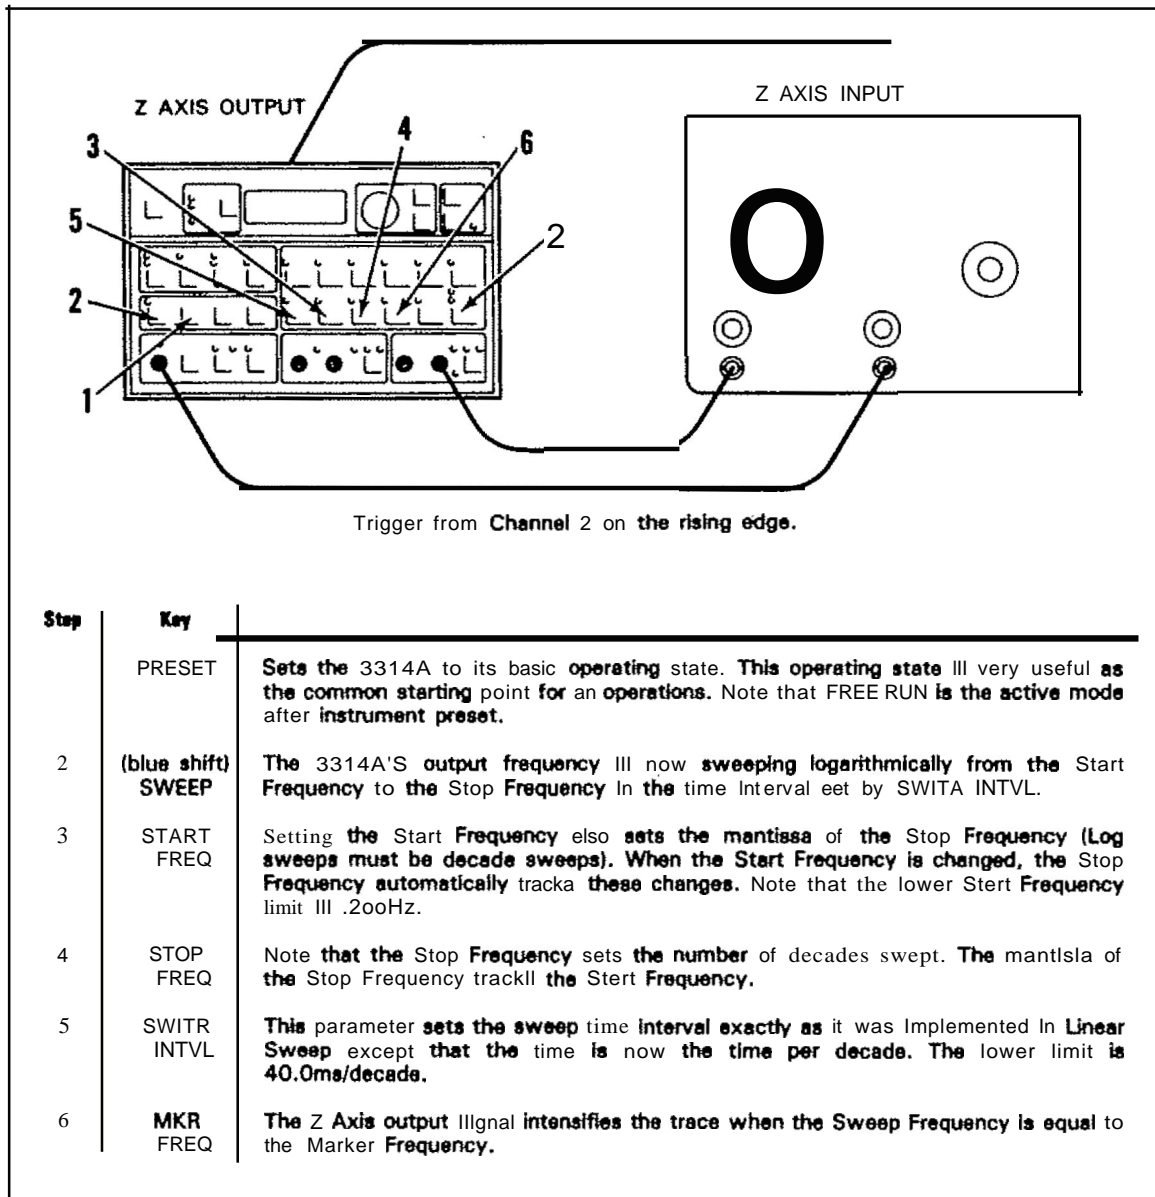 Z AXIS OUTPUT
Z AXIS INPUT
3
4
6
5
2
2
1
O
Trigger from Channel 2 on the rising edge.
Step Key
PRESET Sets the 3314A to its basic operating state. This operating state III very useful as
the common starting point for an operations. Note that FREE RUN is the active mode
after instrument preset.
2 (blue shift) The 3314A'S output frequency III now sweeping logarithmically from the Start
SWEEP Frequency to the Stop Frequency In the time Interval eet by SWITA INTVL.
3 START Setting the Start Frequency elso sets the mantissa of the Stop Frequency (Log
FREQ sweeps must be decade sweeps). When the Start Frequency is changed, the Stop
Frequency automatically tracka these changes. Note that the lower Stert Frequency
limit III .2ooHz.
4 STOP Note that the Stop Frequency sets the number of decades swept. The mantlsla of
FREQ the Stop Frequency trackll the Stert Frequency.
5 SWITR This parameter sets the sweep time interval exactly as it was Implemented In Linear
INTVL Sweep except that the time is now the time per decade. The lower limit is
40.0ms/decade.
6 MKR The Z Axis output IIIgnal intensifies the trace when the Sweep Frequency is equal to
FREQ the Marker Frequency.